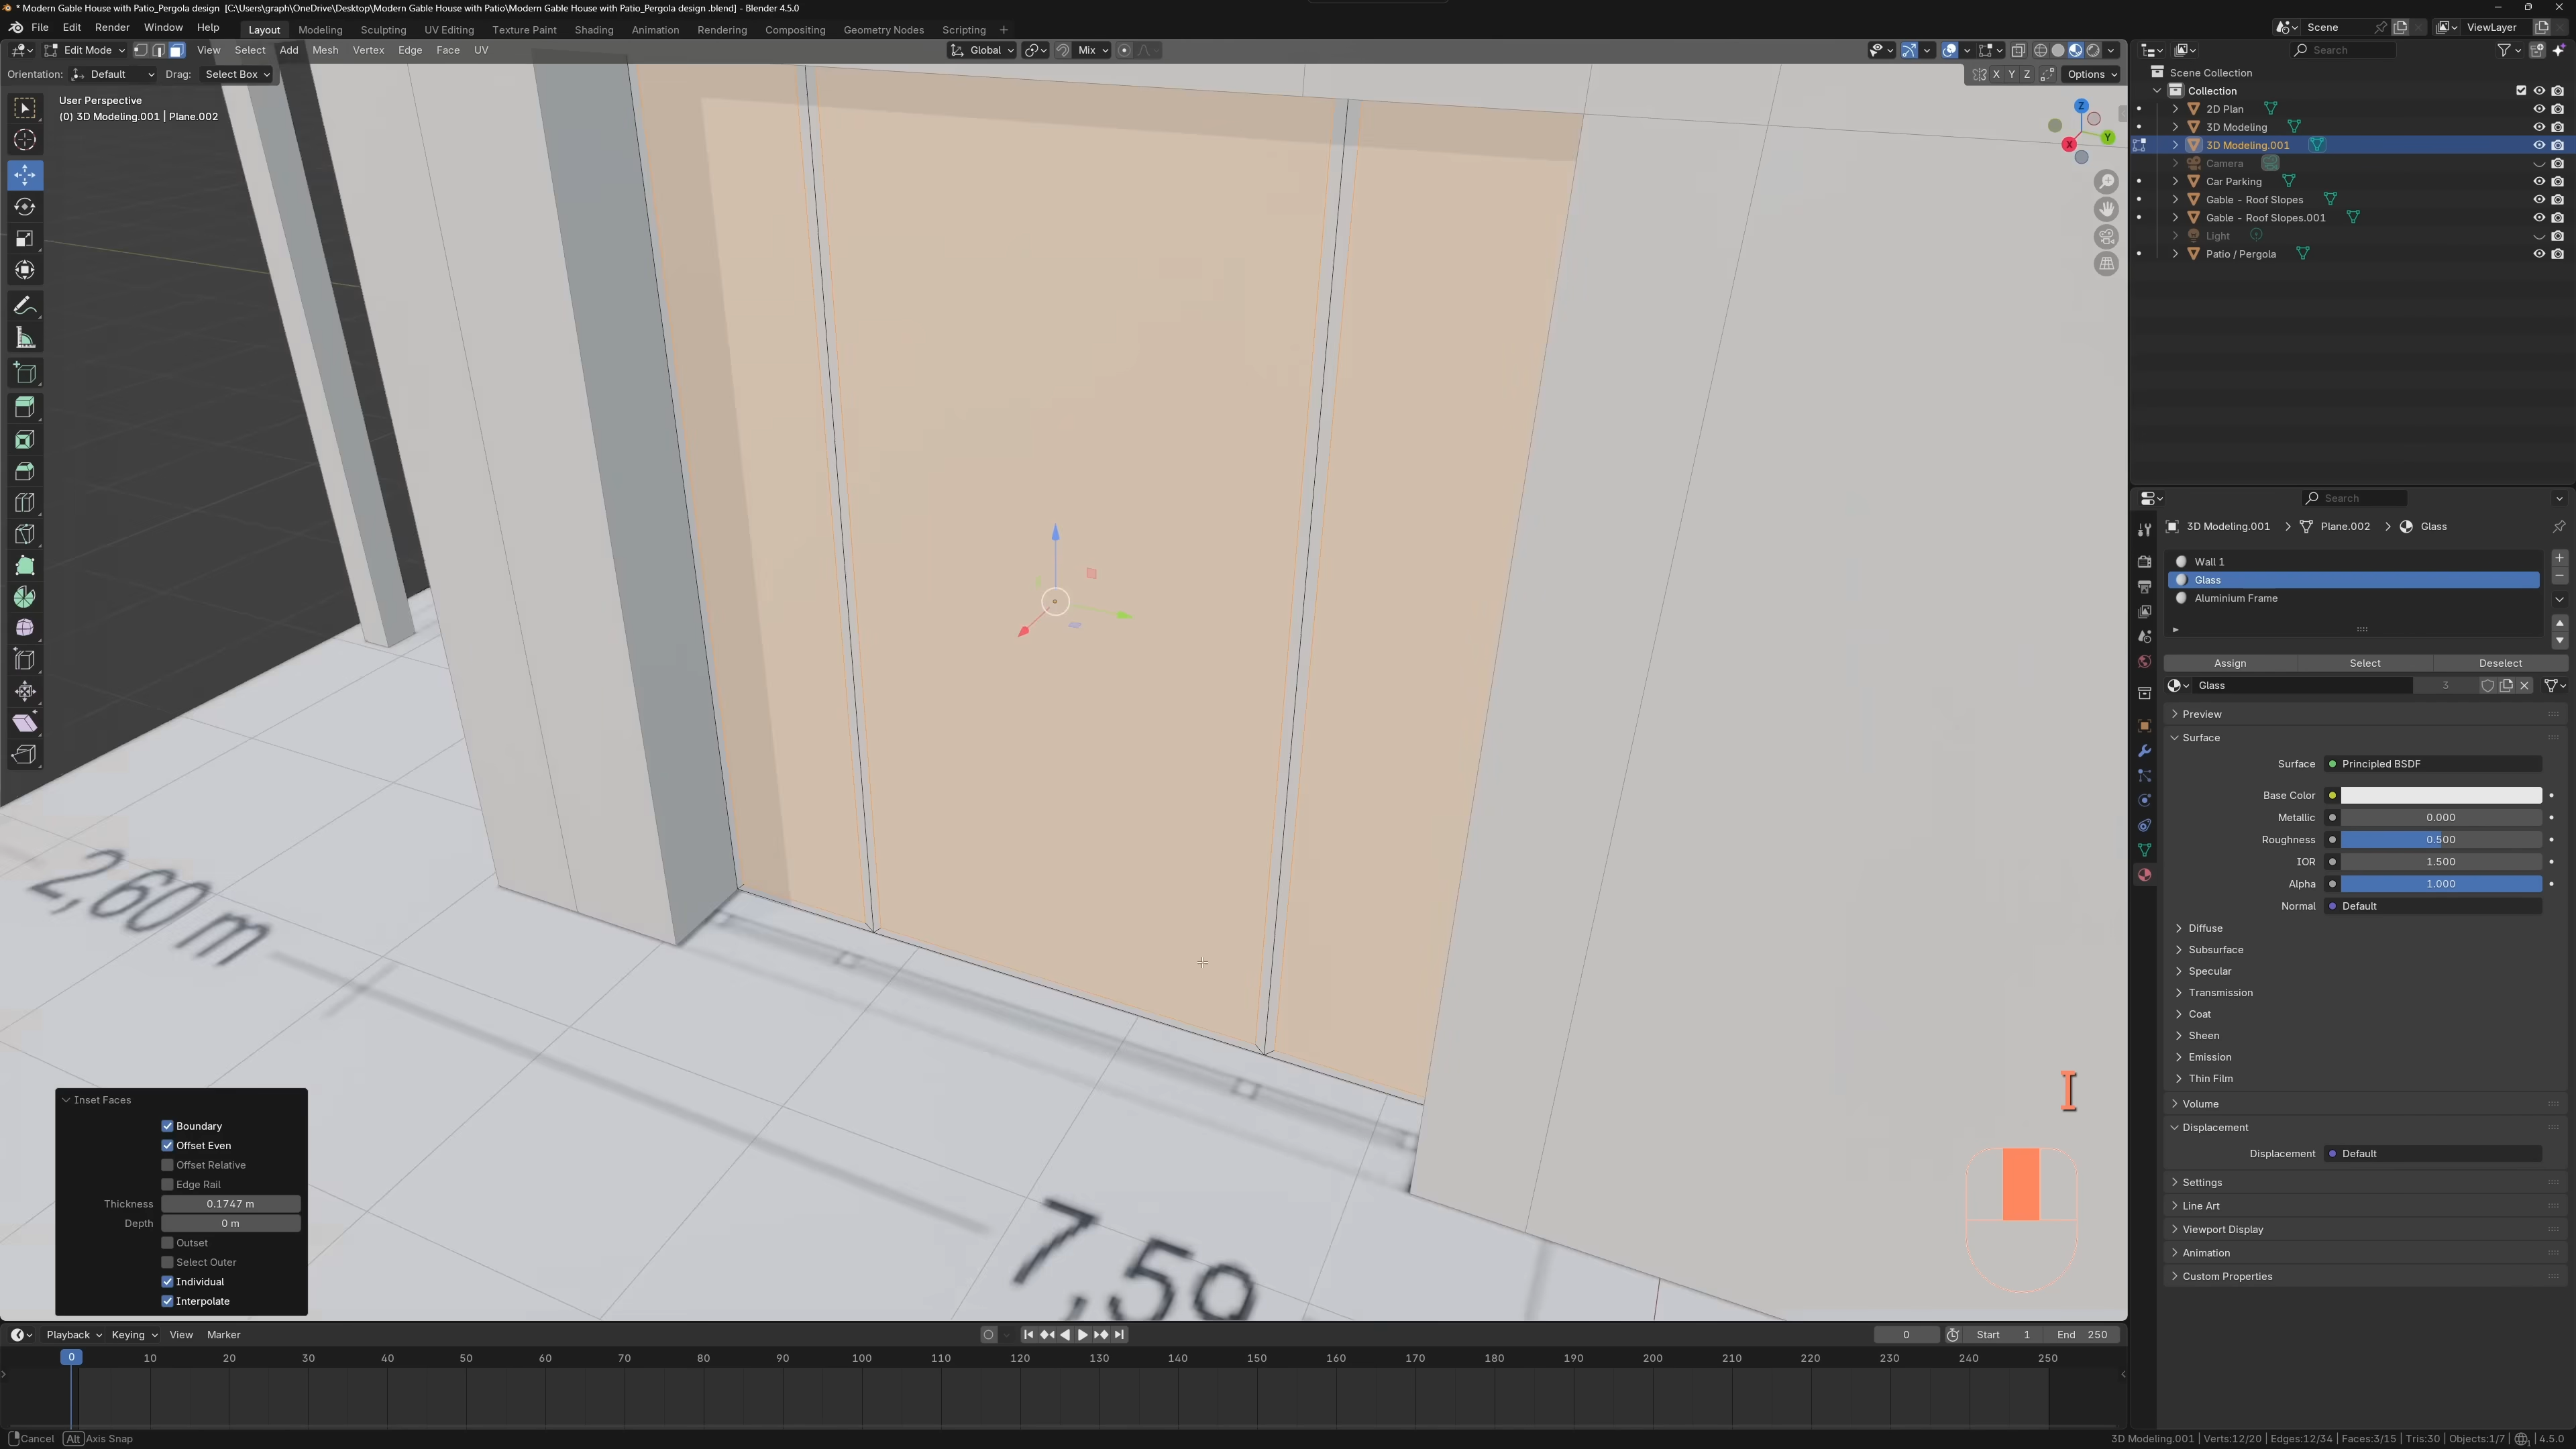 * Modern Gable House with Patio_Pergola design [C:\Users\graph\OneDrive\Desktop\Modern Gable House with Patio\Modern Gable House with Patio_Pergola design .blend] - Blender 4.5.0
File Edit Render Window Help Layout Modeling Sculpting UV Editing Texture Paint Shading Animation Rendering Compositing Geometry Nodes Scripting + Scene ViewLayer
Edit Mode View Select Add Mesh Vertex Edge Face UV Global Mix Search
Orientation: Default Drag: Select Box X Y Z Options
User Perspective
(0) 3D Modeling.001 | Plane.002
Z
Y
X
Scene Collection
Collection
2D Plan
3D Modeling
3D Modeling.001
Camera
Car Parking
Gable - Roof Slopes
Gable - Roof Slopes.001
Light
Patio / Pergola
Search
3D Modeling.001 > Plane.002 > Glass
Wall 1
Glass
Aluminium Frame
Assign Select Deselect
Glass 3
Preview
Surface
Surface Principled BSDF
Base Color
Metallic 0.000
Roughness 0.500
IOR 1.500
Alpha 1.000
Normal Default
Diffuse
Subsurface
Specular
Transmission
Coat
Sheen
Emission
Thin Film
Volume
Displacement
Displacement Default
Settings
Line Art
Viewport Display
Animation
Custom Properties
2,60 m
7,50
I
Inset Faces
Boundary
Offset Even
Offset Relative
Edge Rail
Thickness 0.1747 m
Depth 0 m
Outset
Select Outer
Individual
Interpolate
Playback Keying View Marker 0 Start 1 End 250
0 10 20 30 40 50 60 70 80 90 100 110 120 130 140 150 160 170 180 190 200 210 220 230 240 250
Cancel Alt Axis Snap 3D Modeling.001 | Verts:12/20 | Edges:12/34 | Faces:3/15 | Tris:30 | Objects:1/7 | 4.5.0